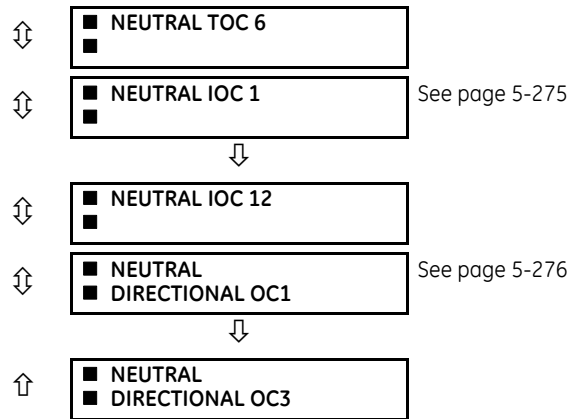 ■ NEUTRAL TOC 6
■
■ NEUTRAL IOC 1
■
See page 5-275
■ NEUTRAL IOC 12
■
■ NEUTRAL
■ DIRECTIONAL OC1
See page 5-276
■ NEUTRAL
■ DIRECTIONAL OC3